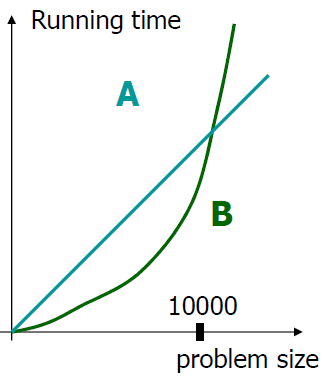 Running time
A
B
10000
problem size